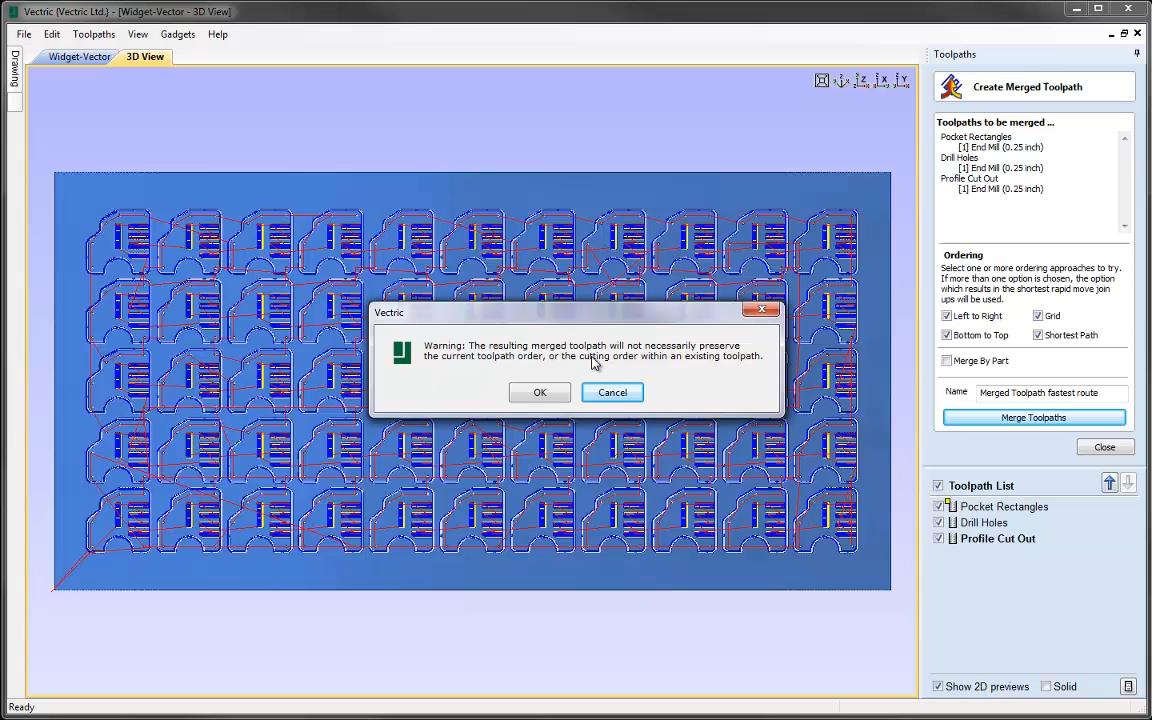 Vectric {Vectric Ltd.} - [Widget-Vector - 3D View]
File Edit Toolpaths View Gadgets Help
Drawing
Widget-Vector
3D View
Z X Y
Toolpaths
Create Merged Toolpath
Toolpaths to be merged ...
Pocket Rectangles
[1] End Mill (0.25 inch)
Drill Holes
[1] End Mill (0.25 inch)
Profile Cut Out
[1] End Mill (0.25 inch)
Ordering
Select one or more ordering approaches to try.
If more than one option is chosen, the option
which results in the shortest rapid move join
ups will be used.
Left to Right Grid
Bottom to Top Shortest Path
Merge By Part
Name Merged Toolpath fastest route
Merge Toolpaths
Close
Toolpath List
Pocket Rectangles
Drill Holes
Profile Cut Out
Show 2D previews Solid
Vectric
Warning: The resulting merged toolpath will not necessarily preserve
the current toolpath order, or the cutting order within an existing toolpath.
OK Cancel
Ready